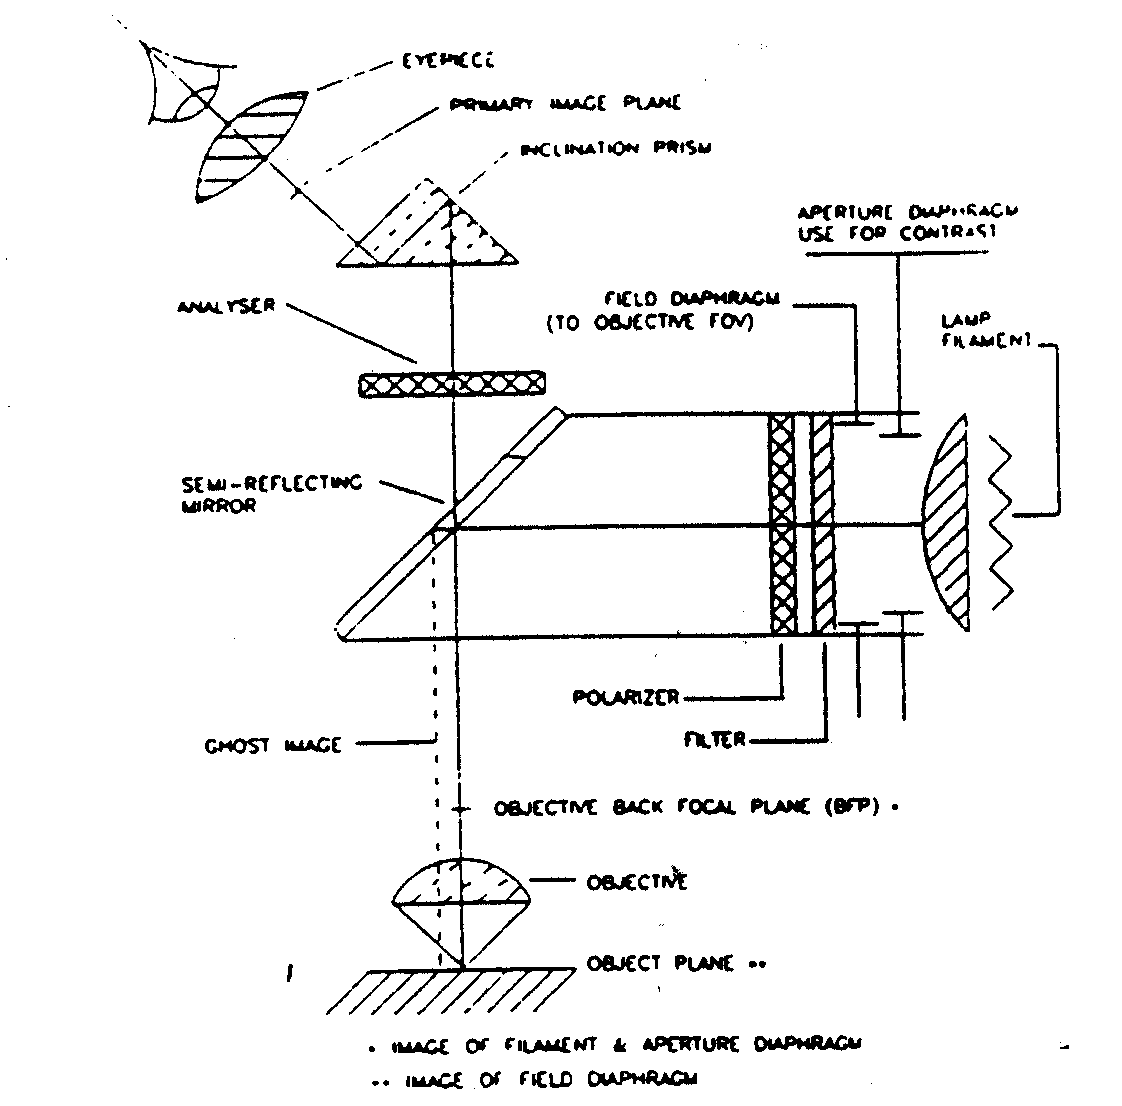 EYEPIECE
PRIMARY IMAGE PLANE
INCLINATION PRISM
APERTURE DIAPHRAGM
USE FOR CONTRAST
FIELD DIAPHRAGM
(TO OBJECTIVE FOV)
LAMP
FILAMENT
ANALYSER
SEMI-REFLECTING
MIRROR
POLARIZER
FILTER
GHOST IMAGE
OBJECTIVE BACK FOCAL PLANE (BFP) •
OBJECTIVE
OBJECT PLANE ••
• IMAGE OF FILAMENT & APERTURE DIAPHRAGM
•• IMAGE OF FIELD DIAPHRAGM